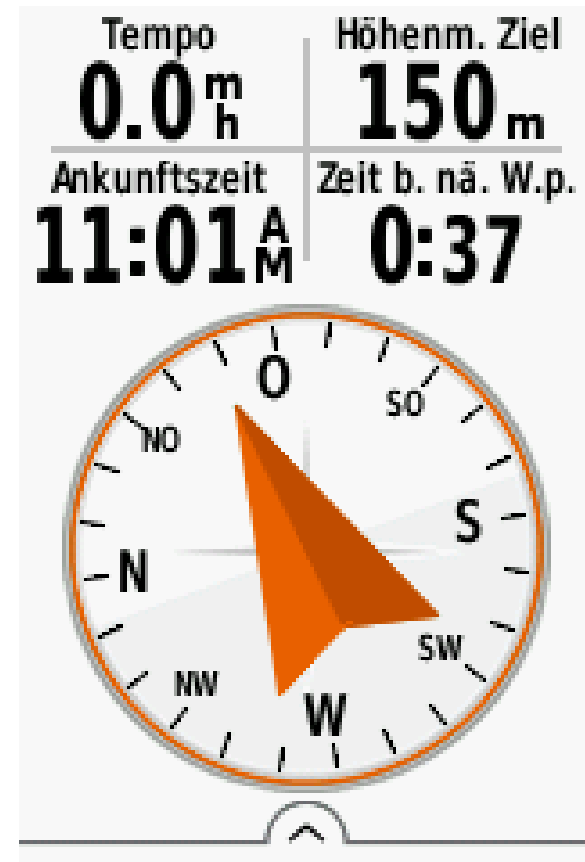 Tempo
0.0 m h
Höhenm. Ziel
150 m
Ankunftszeit
11:01 AM
Zeit b. nä. W.p.
0:37
O
NO
SO
N
S
NW
SW
W